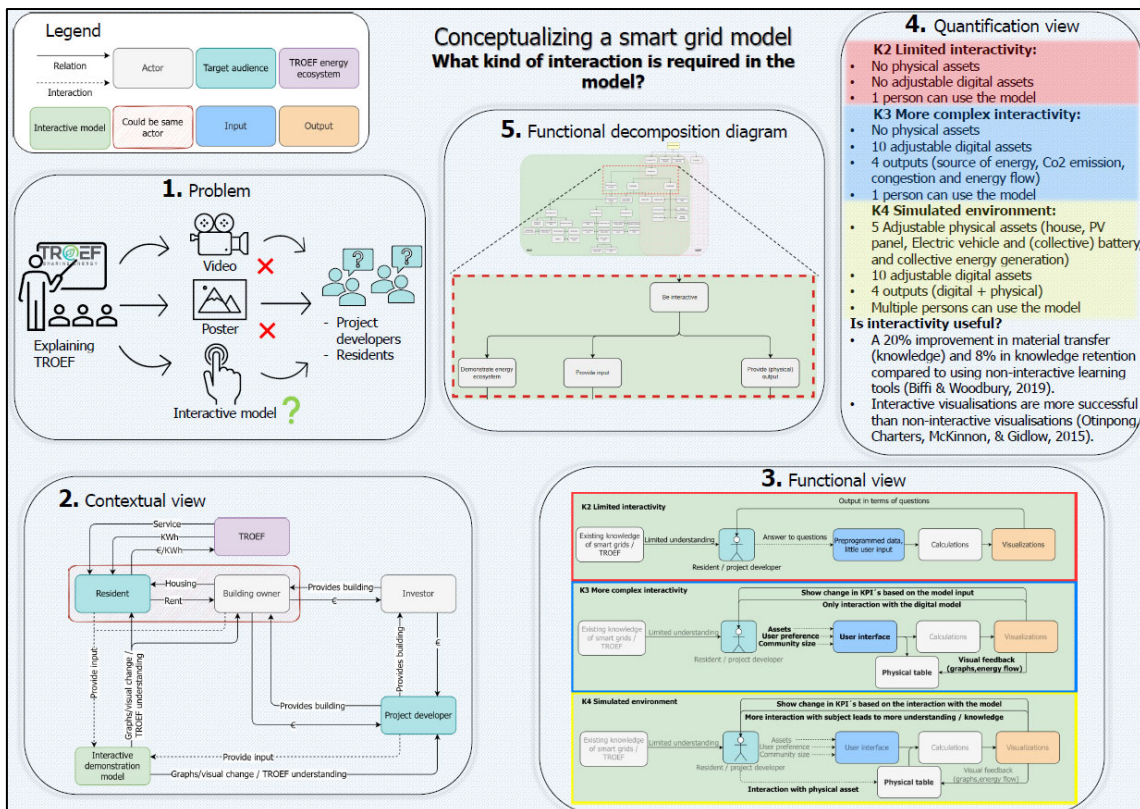 Legend
Relation
Interaction
Actor
Target audience
TROEF energy
ecosystem
Interactive model
Could be same
actor
Input
Output
Conceptualizing a smart grid model
What kind of interaction is required in the
model?
1. Problem
TROEF
SHARING ENERGY
Explaining
TROEF
Video
Poster
Interactive model ?
- Project
developers
- Residents
5. Functional decomposition diagram
Be interactive
Demonstrate energy
ecosystem
Provide input
Provide (physical)
output
4. Quantification view
K2 Limited interactivity:
• No physical assets
• No adjustable digital assets
• 1 person can use the model
K3 More complex interactivity:
• No physical assets
• 10 adjustable digital assets
• 4 outputs (source of energy, Co2 emission,
congestion and energy flow)
• 1 person can use the model
K4 Simulated environment:
• 5 Adjustable physical assets (house, PV
panel, Electric vehicle and (collective) battery,
and collective energy generation)
• 10 adjustable digital assets
• 4 outputs (digital + physical)
• Multiple persons can use the model
Is interactivity useful?
• A 20% improvement in material transfer
(knowledge) and 8% in knowledge retention
compared to using non-interactive learning
tools (Biffi & Woodbury, 2019).
• Interactive visualisations are more successful
than non-interactive visualisations (Otinpong,
Charters, McKinnon, & Gidlow, 2015).
2. Contextual view
Service
KWh
€/KWh
TROEF
Resident
Housing
Rent
Building owner
Provides building
€
Investor
Provide input
Graphs/visual change /
TROEF understanding
Provides building
€
Provides building
€
Project developer
Interactive
demonstration
model
Provide input
Graphs/visual change / TROEF understanding
3. Functional view
K2 Limited interactivity
Output in terms of questions
Existing knowledge
of smart grids /
TROEF
Limited understanding
Resident / project developer
Answer to questions
Preprogrammed data,
little user input
Calculations
Visualizations
K3 More complex interactivity
Show change in KPI´s based on the model input
Only interaction with the digital model
Existing knowledge
of smart grids /
TROEF
Limited understanding
Resident / project developer
Assets
User preference
Community size
User interface
Calculations
Visualizations
Physical table
Visual feedback
(graphs,energy flow)
K4 Simulated environment
Show change in KPI´s based on the interaction with the model
More interaction with subject leads to more understanding / knowledge
Existing knowledge
of smart grids /
TROEF
Limited understanding
Resident / project developer
Assets
User preference
Community size
User interface
Calculations
Visualizations
Physical table
Visual feedback
(graphs,energy flow)
Interaction with physical asset